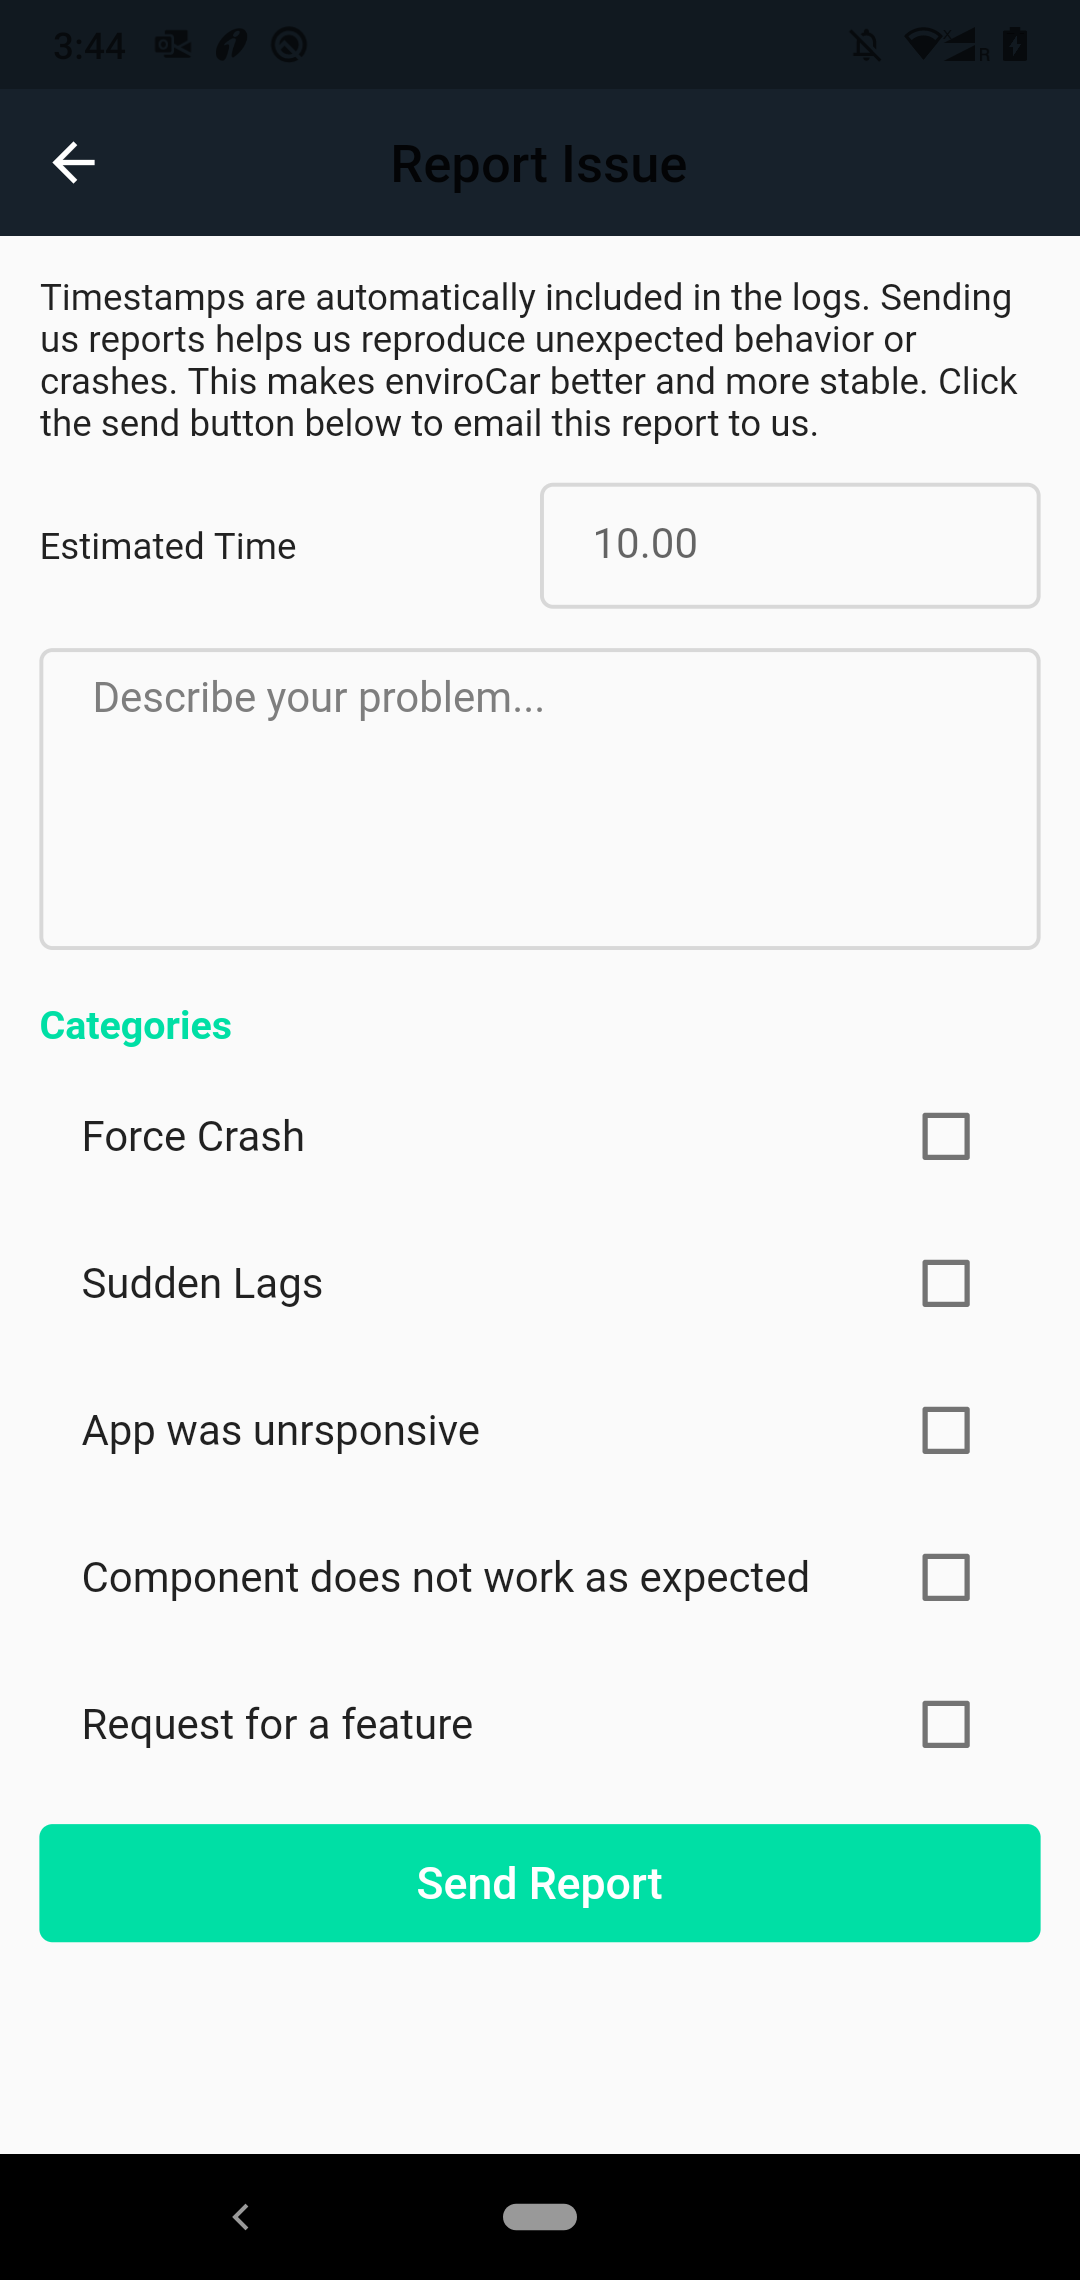 3:44
R
Report Issue
Timestamps are automatically included in the logs. Sending
us reports helps us reproduce unexpected behavior or
crashes. This makes enviroCar better and more stable. Click
the send button below to email this report to us.
Estimated Time
10.00
Describe your problem...
Categories
Force Crash
Sudden Lags
App was unrsponsive
Component does not work as expected
Request for a feature
Send Report